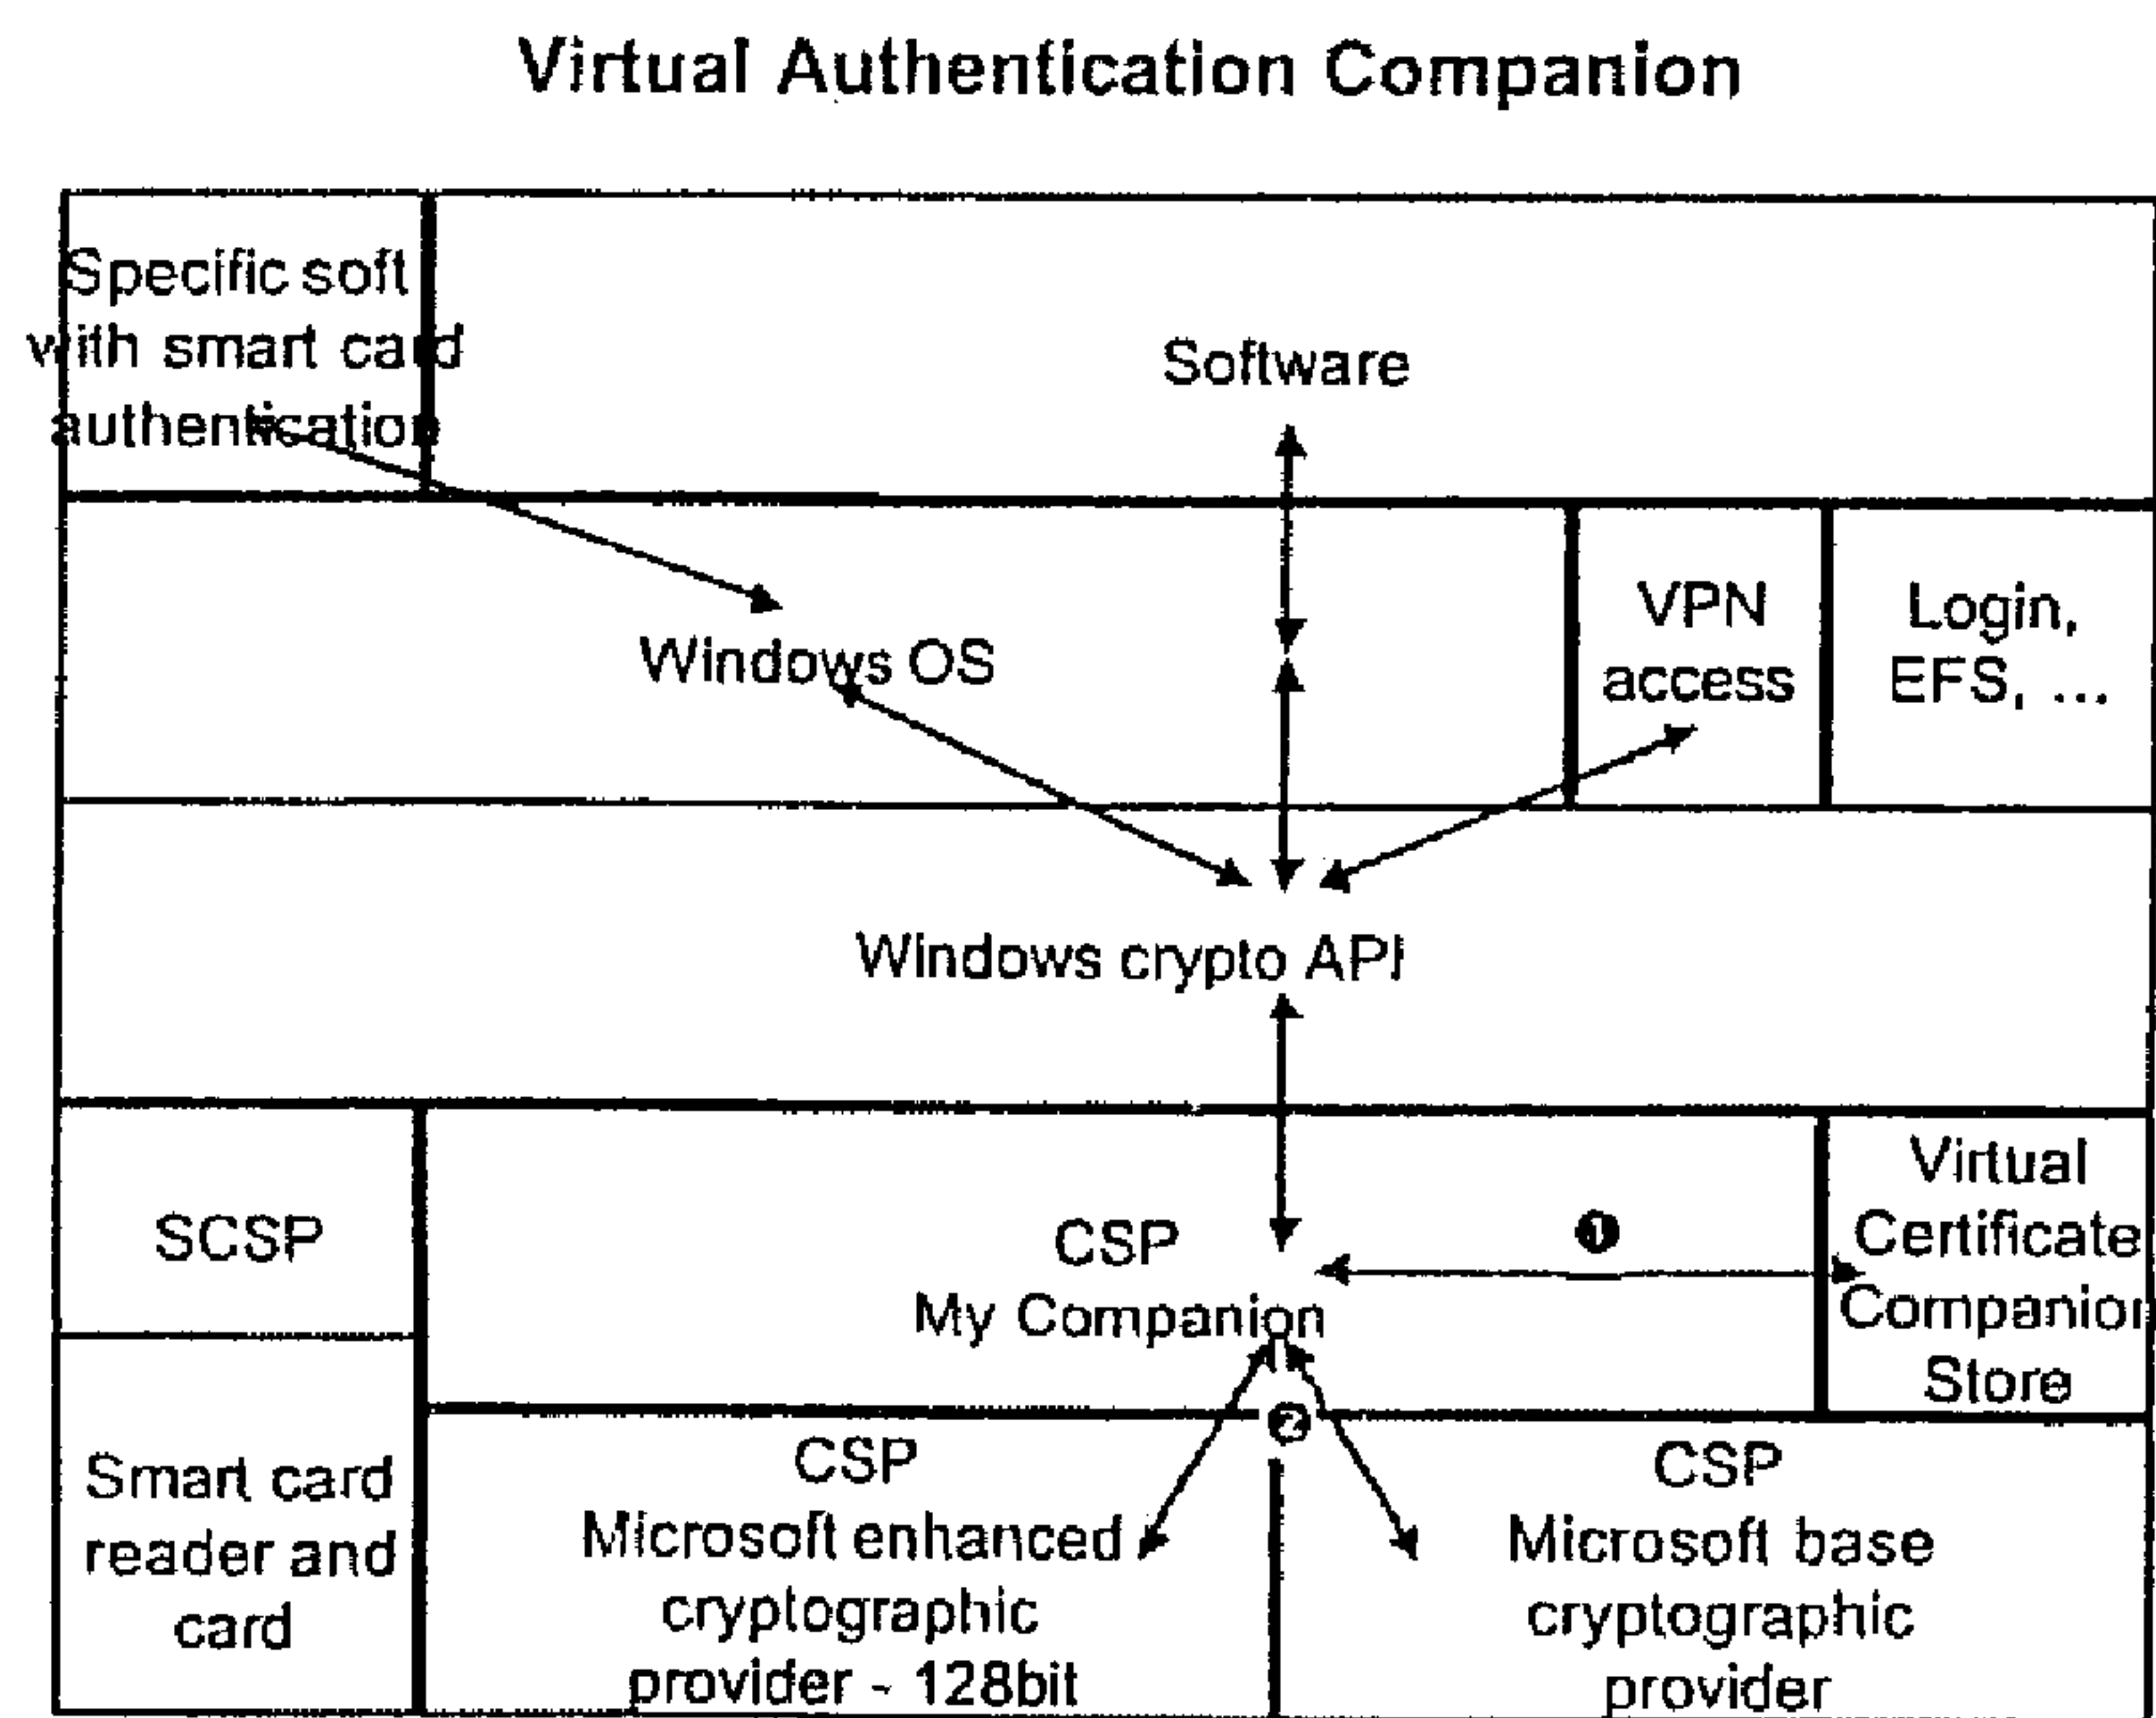 Virtual Authentication Companion
Specific soft
with smart card
authentication
Software
Windows OS
VPN
access
Login,
EFS, ...
Windows crypto API
SCSP
CSP
My Companion
1
Virtual
Certificate
Companion
Store
2
Smart card
reader and
card
CSP
Microsoft enhanced
cryptographic
provider - 128bit
CSP
Microsoft base
cryptographic
provider